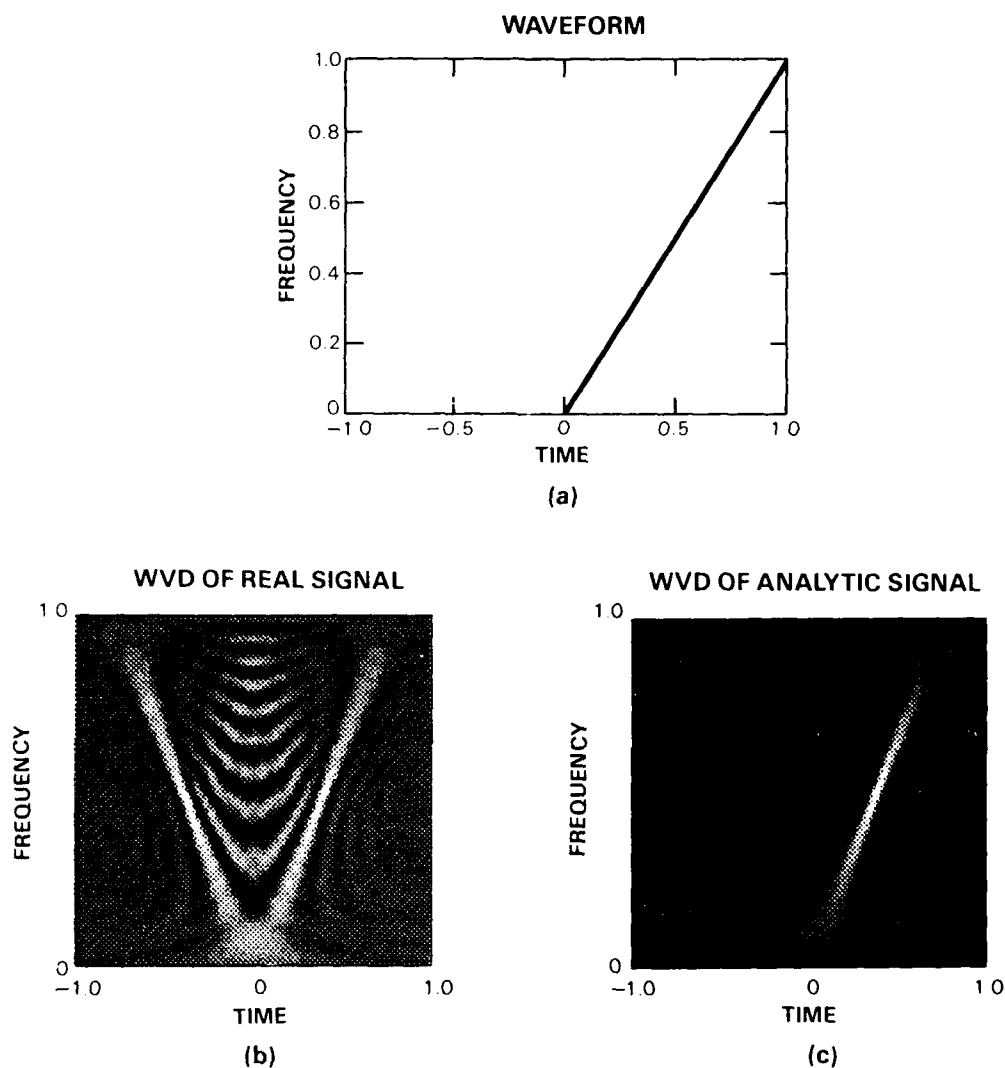 WAVEFORM
1.0
0.8
0.6
0.4
0.2
0
FREQUENCY
-1 0
-0.5
0
0.5
1 0
TIME
(a)
WVD OF REAL SIGNAL
1 0
FREQUENCY
0
-1.0
0
1.0
TIME
(b)
WVD OF ANALYTIC SIGNAL
1 0
FREQUENCY
0
-1.0
0
1 0
TIME
(c)